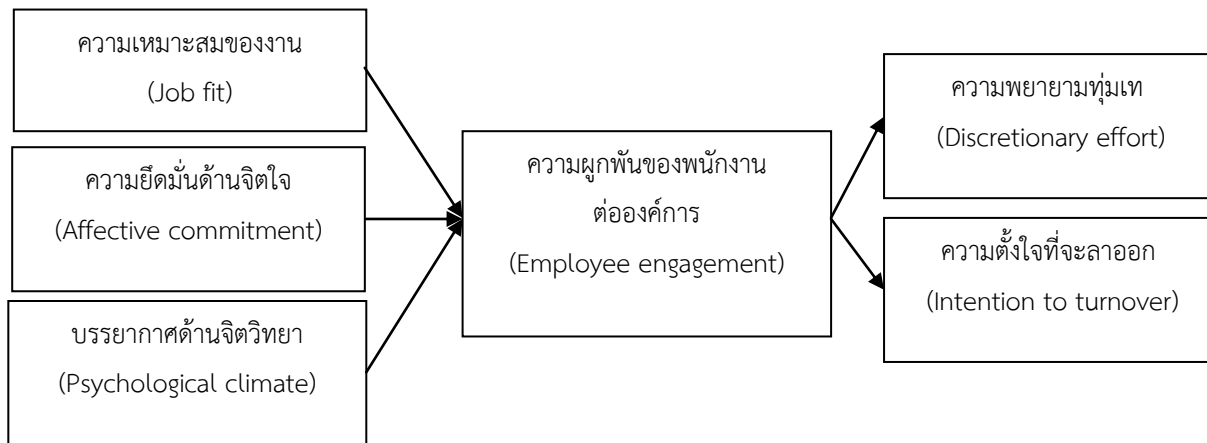 ความเหมาะสมของงาน
(Job fit)
ความยึดมั่นด้านจิตใจ
(Affective commitment)
บรรยากาศด้านจิตวิทยา
(Psychological climate)
ความผูกพันของพนักงาน
ต่อองค์การ
(Employee engagement)
ความพยายามทุ่มเท
(Discretionary effort)
ความตั้งใจที่จะลาออก
(Intention to turnover)